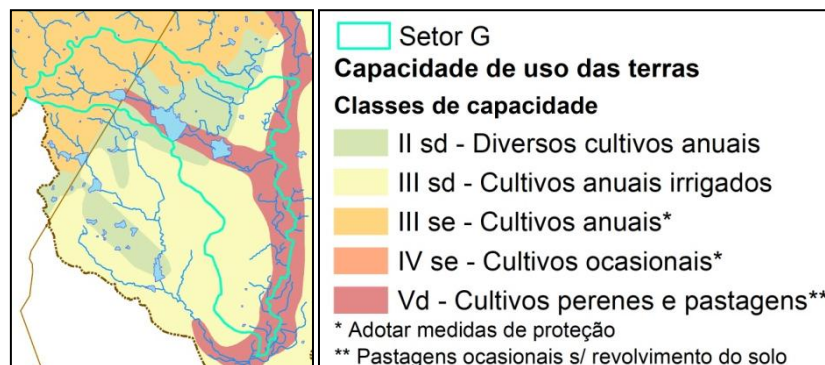 Setor G
Capacidade de uso das terras
Classes de capacidade
II sd - Diversos cultivos anuais
III sd - Cultivos anuais irrigados
III se - Cultivos anuais*
IV se - Cultivos ocasionais*
Vd - Cultivos perenes e pastagens**
* Adotar medidas de proteção
** Pastagens ocasionais s/ revolvimento do solo